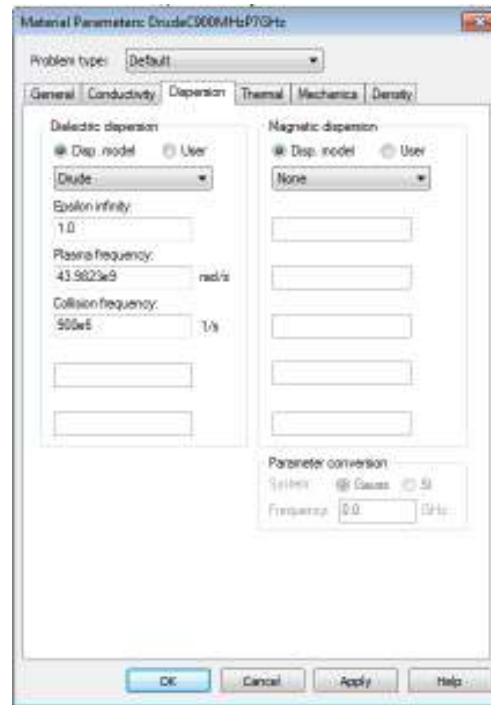 Material Parameters: DrudeC900MHzP7GHz
Problem type: Default
General Conductivity Dispersion Thermal Mechanics Density
Dielectric dispersion
Disp. model User
Drude
Epsilon infinity:
1.0
Plasma frequency:
43.9823e9 rad/s
Collision frequency:
900e6 1/s
Magnetic dispersion
Disp. model User
None
Parameter conversion
System: Gauss SI
Frequency: 0.0 GHz
OK Cancel Apply Help